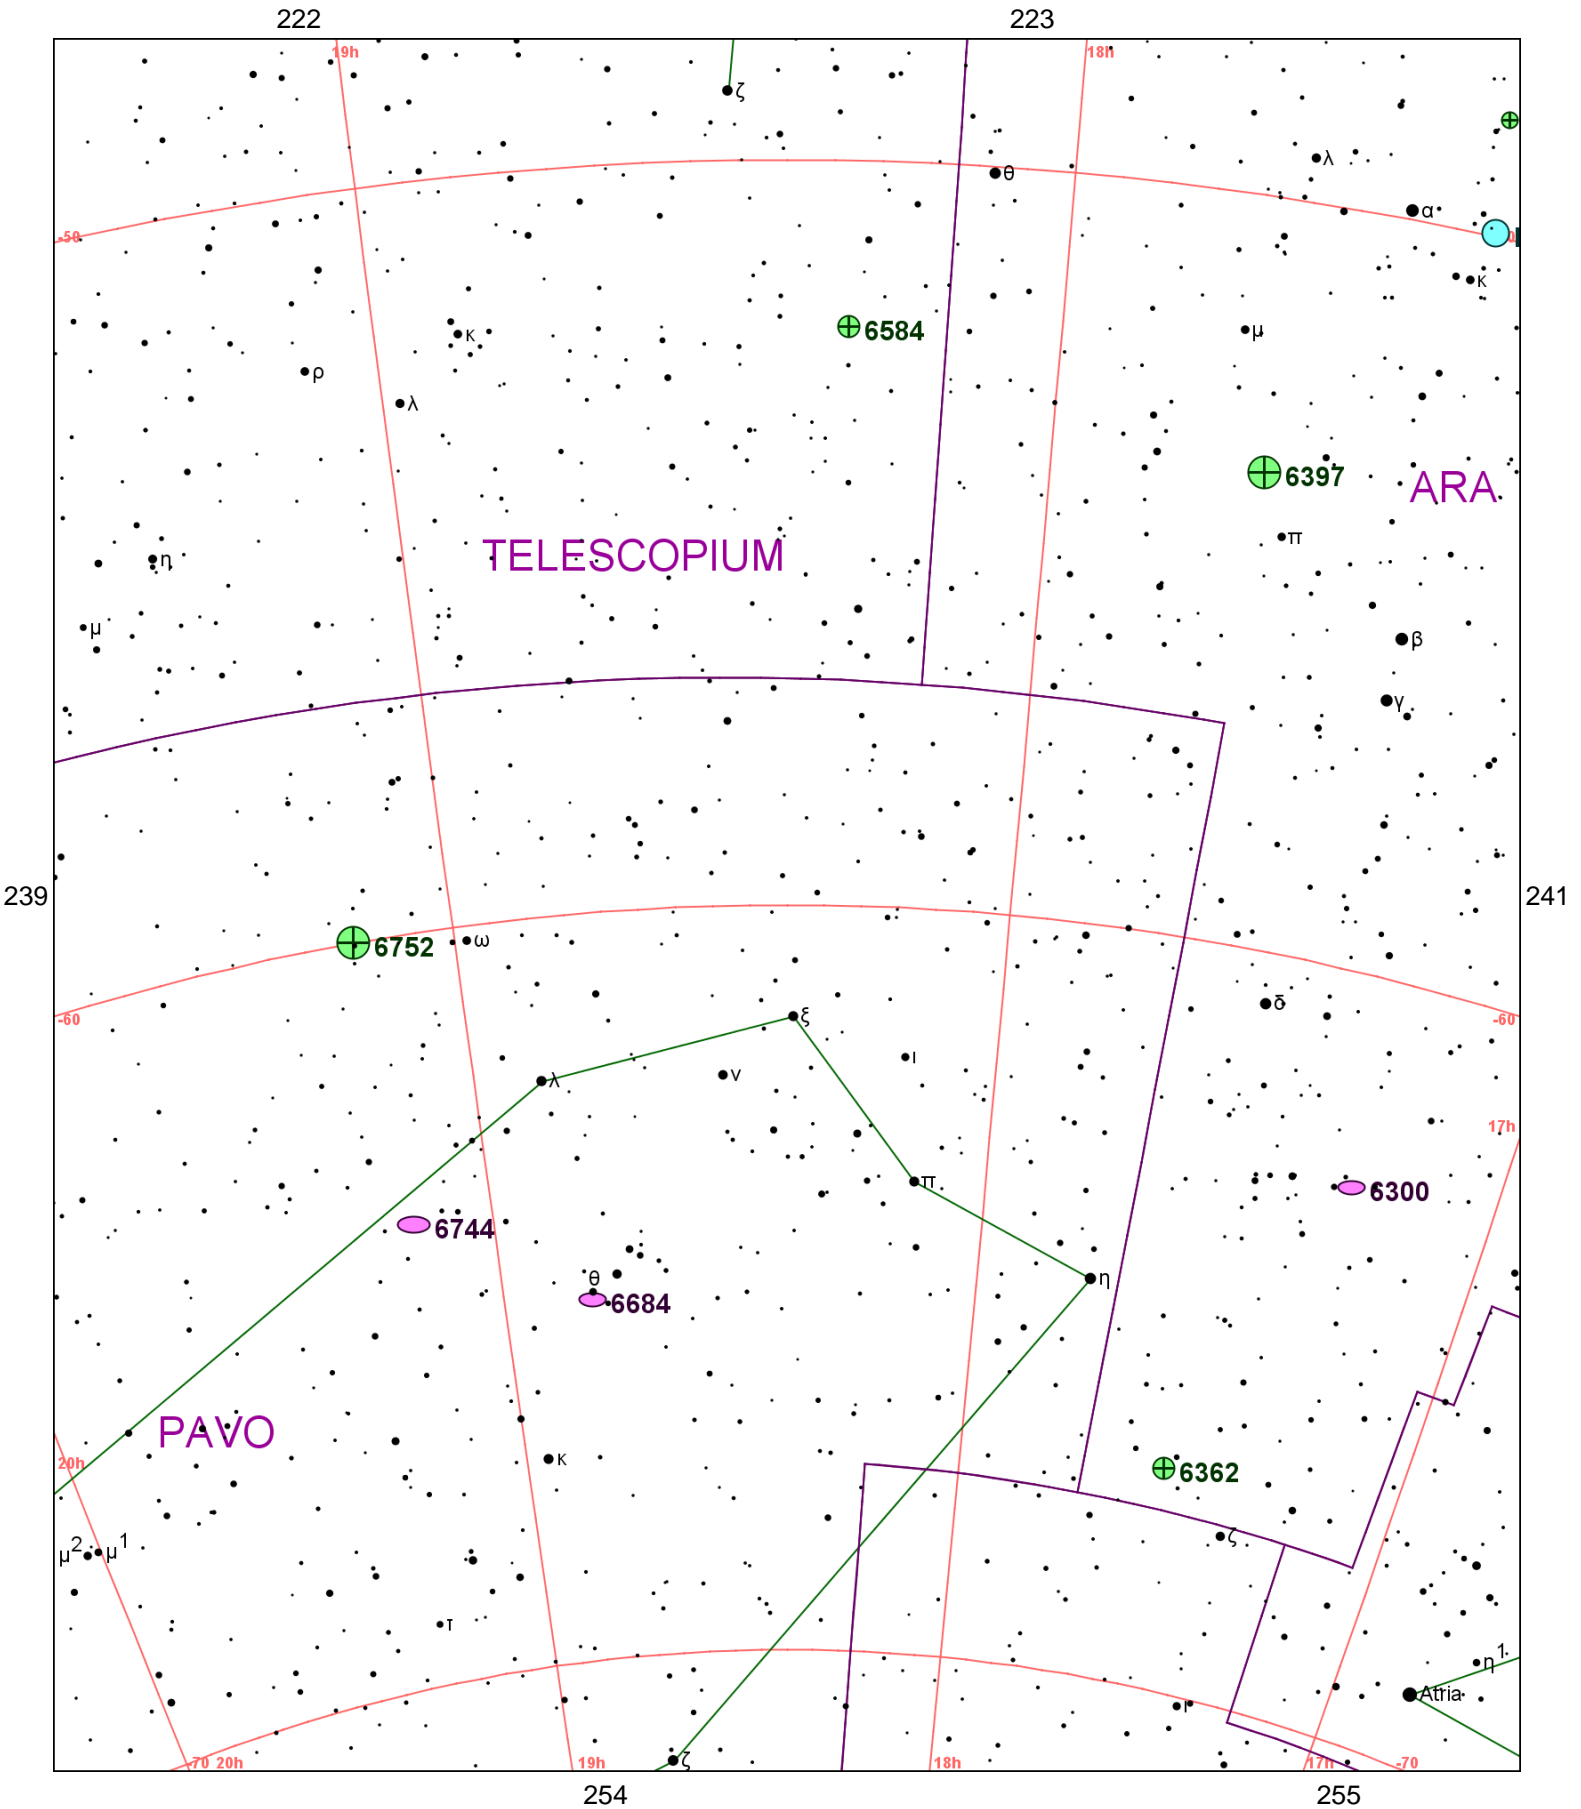 222 223
19h 18h
ζ
λ
θ
α
-50
κ
6584
μ
κ
ρ
λ
6397
ARA
π
TELESCOPIUM
η
μ
β
γ
239 241
6752
ω
δ
ξ
-60 -60
ι
ν
λ
17h
π
6300
6744
θ
η
6684
PAVO
20h
κ
6362
μ2 μ1
ζ
τ
η1
Atria
ι
ζ
-70 20h 19h 18h 17h -70
254 255